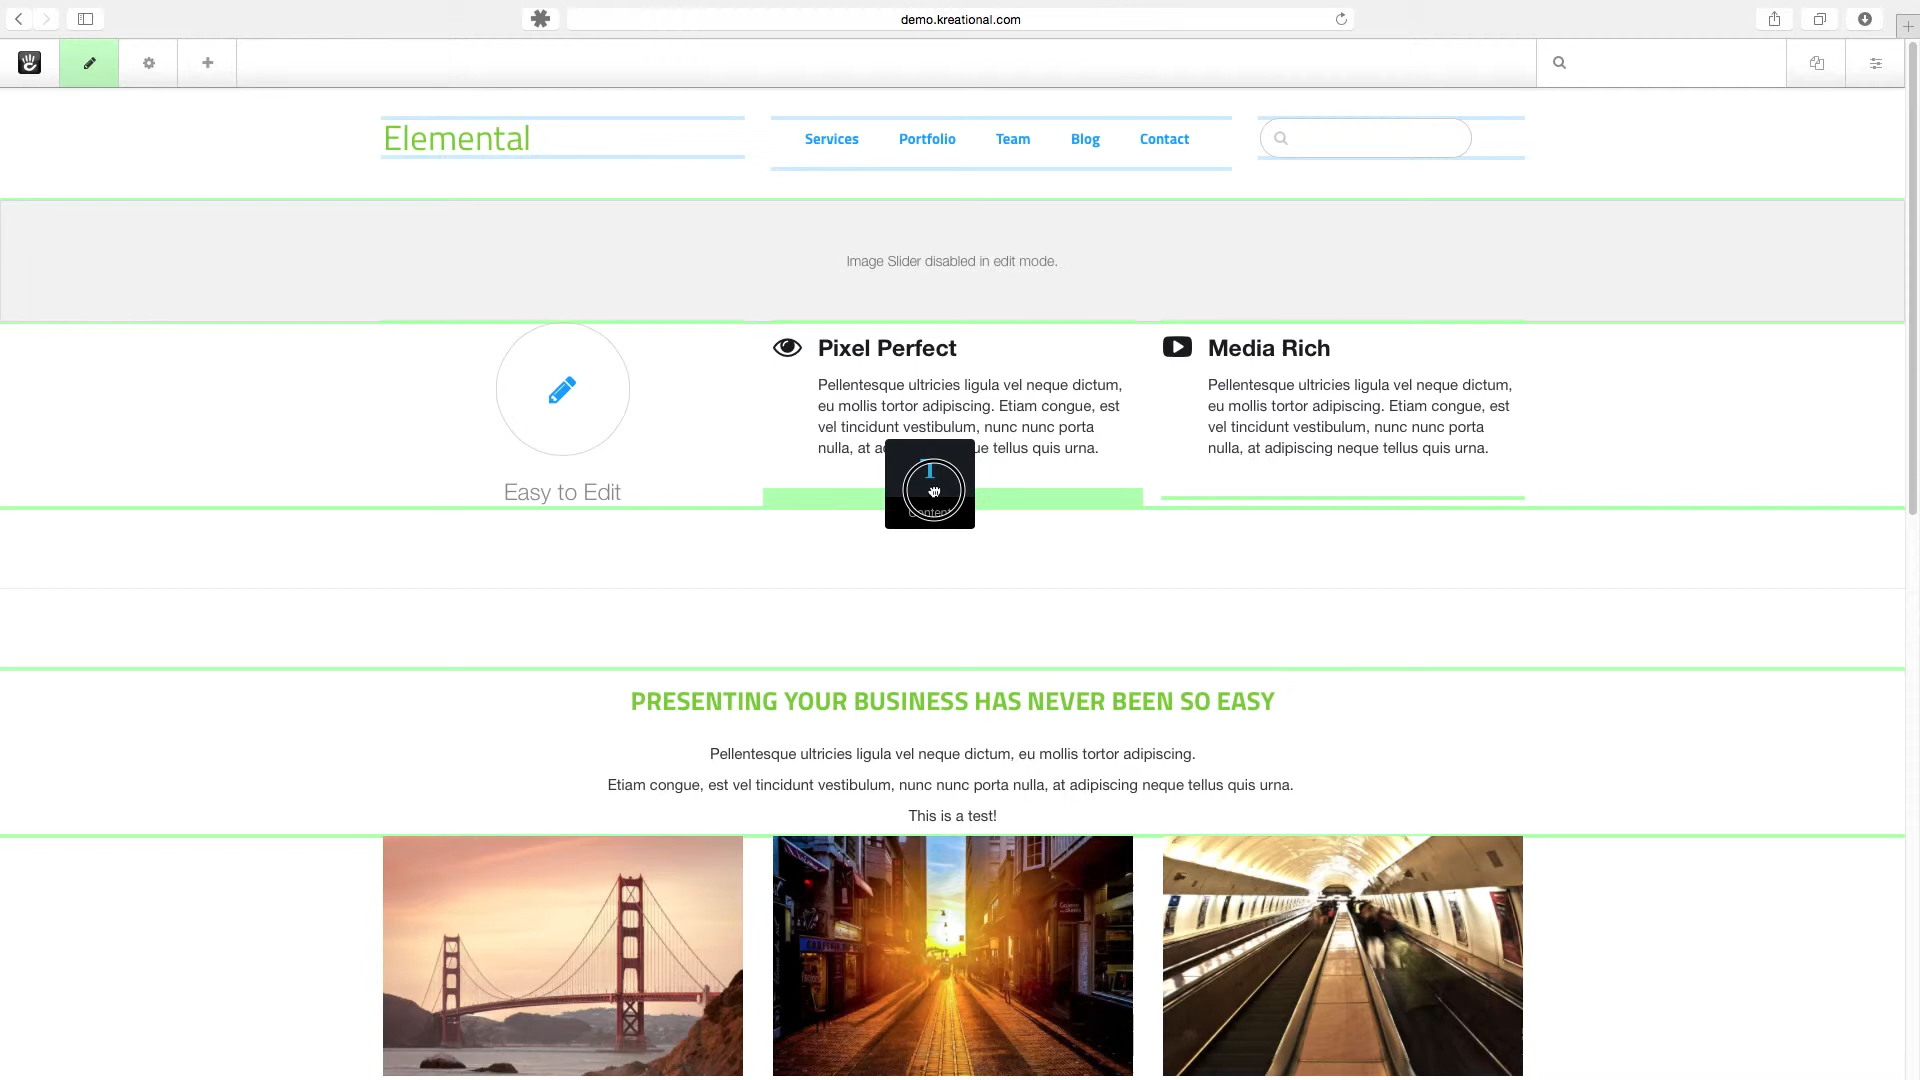 demo.kreational.com
Elemental
Services Portfolio Team Blog Contact
Image Slider disabled in edit mode.
Easy to Edit
Pixel Perfect
Pellentesque ultricies ligula vel neque dictum,
eu mollis tortor adipiscing. Etiam congue, est
vel tincidunt vestibulum, nunc nunc porta
nulla, at ue tellus quis urna.
Content
Media Rich
Pellentesque ultricies ligula vel neque dictum,
eu mollis tortor adipiscing. Etiam congue, est
vel tincidunt vestibulum, nunc nunc porta
nulla, at adipiscing neque tellus quis urna.
PRESENTING YOUR BUSINESS HAS NEVER BEEN SO EASY
Pellentesque ultricies ligula vel neque dictum, eu mollis tortor adipiscing.
Etiam congue, est vel tincidunt vestibulum, nunc nunc porta nulla, at adipiscing neque tellus quis urna.
This is a test!